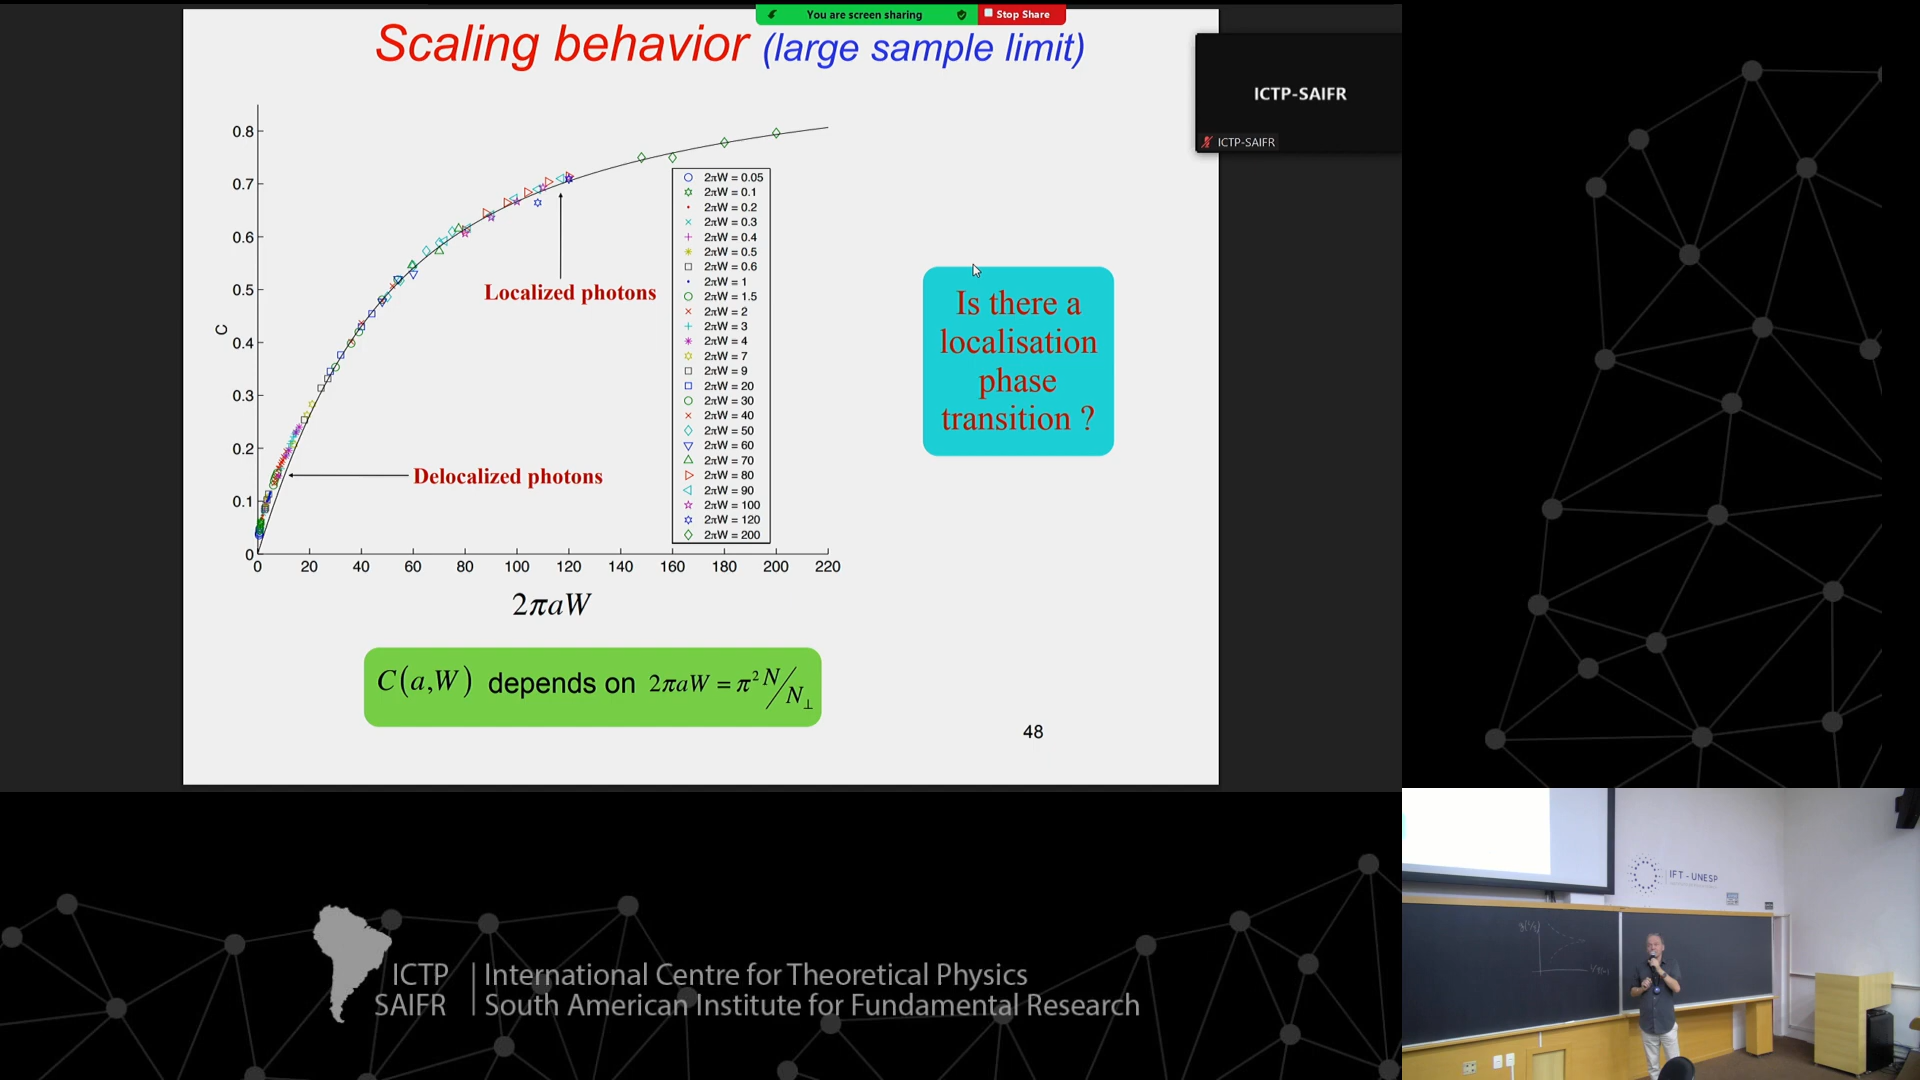 You are screen sharing
Stop Share
Scaling behavior (large sample limit)
ICTP-SAIFR
ICTP-SAIFR
C
0.8
0.7
0.6
0.5
0.4
0.3
0.2
0.1
0
0 20 40 60 80 100 120 140 160 180 200 220
2πaW
Localized photons
Delocalized photons
2πW = 0.05
2πW = 0.1
2πW = 0.2
2πW = 0.3
2πW = 0.4
2πW = 0.5
2πW = 0.6
2πW = 1
2πW = 1.5
2πW = 2
2πW = 3
2πW = 4
2πW = 7
2πW = 9
2πW = 20
2πW = 30
2πW = 40
2πW = 50
2πW = 60
2πW = 70
2πW = 80
2πW = 90
2πW = 100
2πW = 120
2πW = 200
Is there a
localisation
phase
transition ?
C(a,W) depends on 2πaW = π² N/N⊥
48
IFT - UNESP
ICTP
SAIFR
International Centre for Theoretical Physics
South American Institute for Fundamental Research